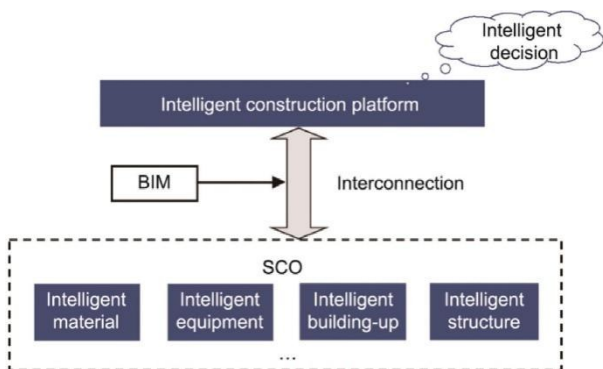 Intelligent
decision
Intelligent construction platform
BIM
Interconnection
SCO
Intelligent
material
Intelligent
equipment
Intelligent
building-up
Intelligent
structure
...